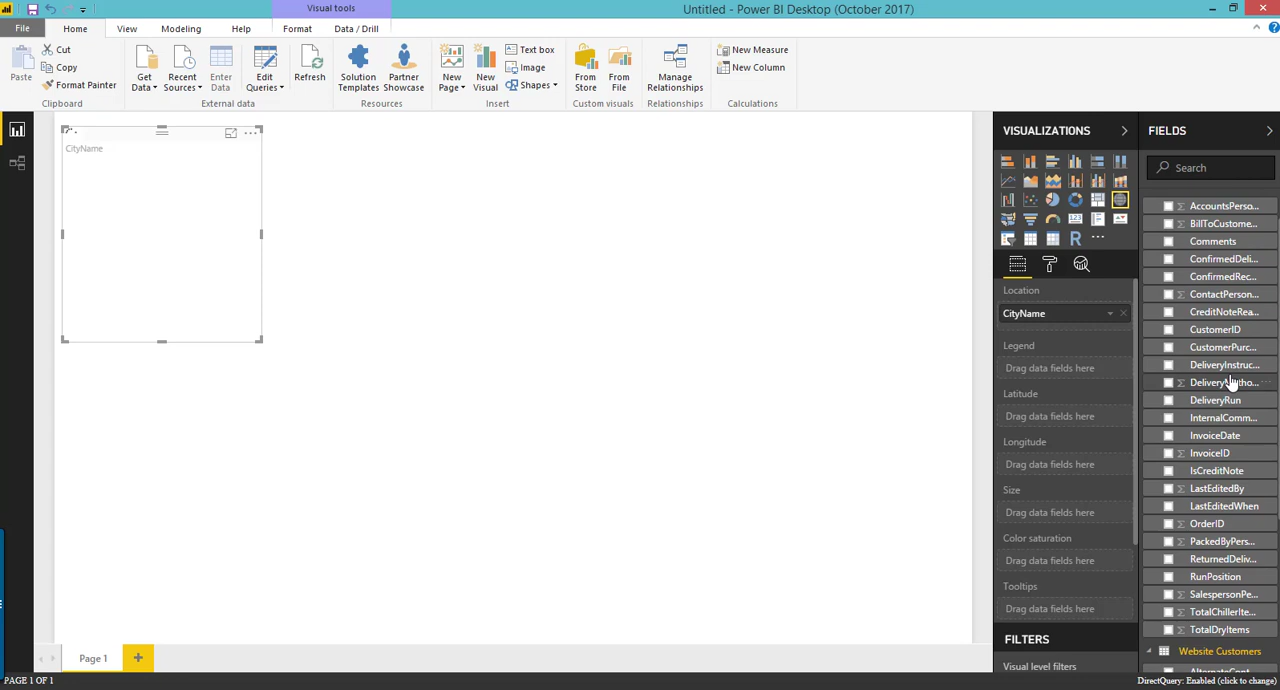 Visual tools
Untitled - Power BI Desktop (October 2017)
File
Home
View
Modeling
Help
Format
Data / Drill
Paste
Cut
Copy
Format Painter
Clipboard
Get Data
Recent Sources
Enter Data
Edit Queries
External data
Refresh
Solution Templates
Partner Showcase
Resources
New Page
New Visual
Text box
Image
Shapes
Insert
From Store
From File
Custom visuals
Manage Relationships
Relationships
New Measure
New Column
Calculations
CityName
VISUALIZATIONS
Location
CityName
Legend
Drag data fields here
Latitude
Drag data fields here
Longitude
Drag data fields here
Size
Drag data fields here
Color saturation
Drag data fields here
Tooltips
Drag data fields here
FILTERS
Visual level filters
FIELDS
Search
AccountsPerso...
BillToCustome...
Comments
ConfirmedDeli...
ConfirmedRec...
ContactPerson...
CreditNoteRea...
CustomerID
CustomerPurc...
DeliveryInstruc...
DeliveryRun
InternalComm...
InvoiceDate
InvoiceID
IsCreditNote
LastEditedBy
LastEditedWhen
OrderID
PackedByPers...
ReturnedDeliv...
RunPosition
SalespersonPe...
TotalChillerIte...
TotalDryItems
Website Customers
Page 1
PAGE 1 OF 1
DirectQuery: Enabled (click to change)